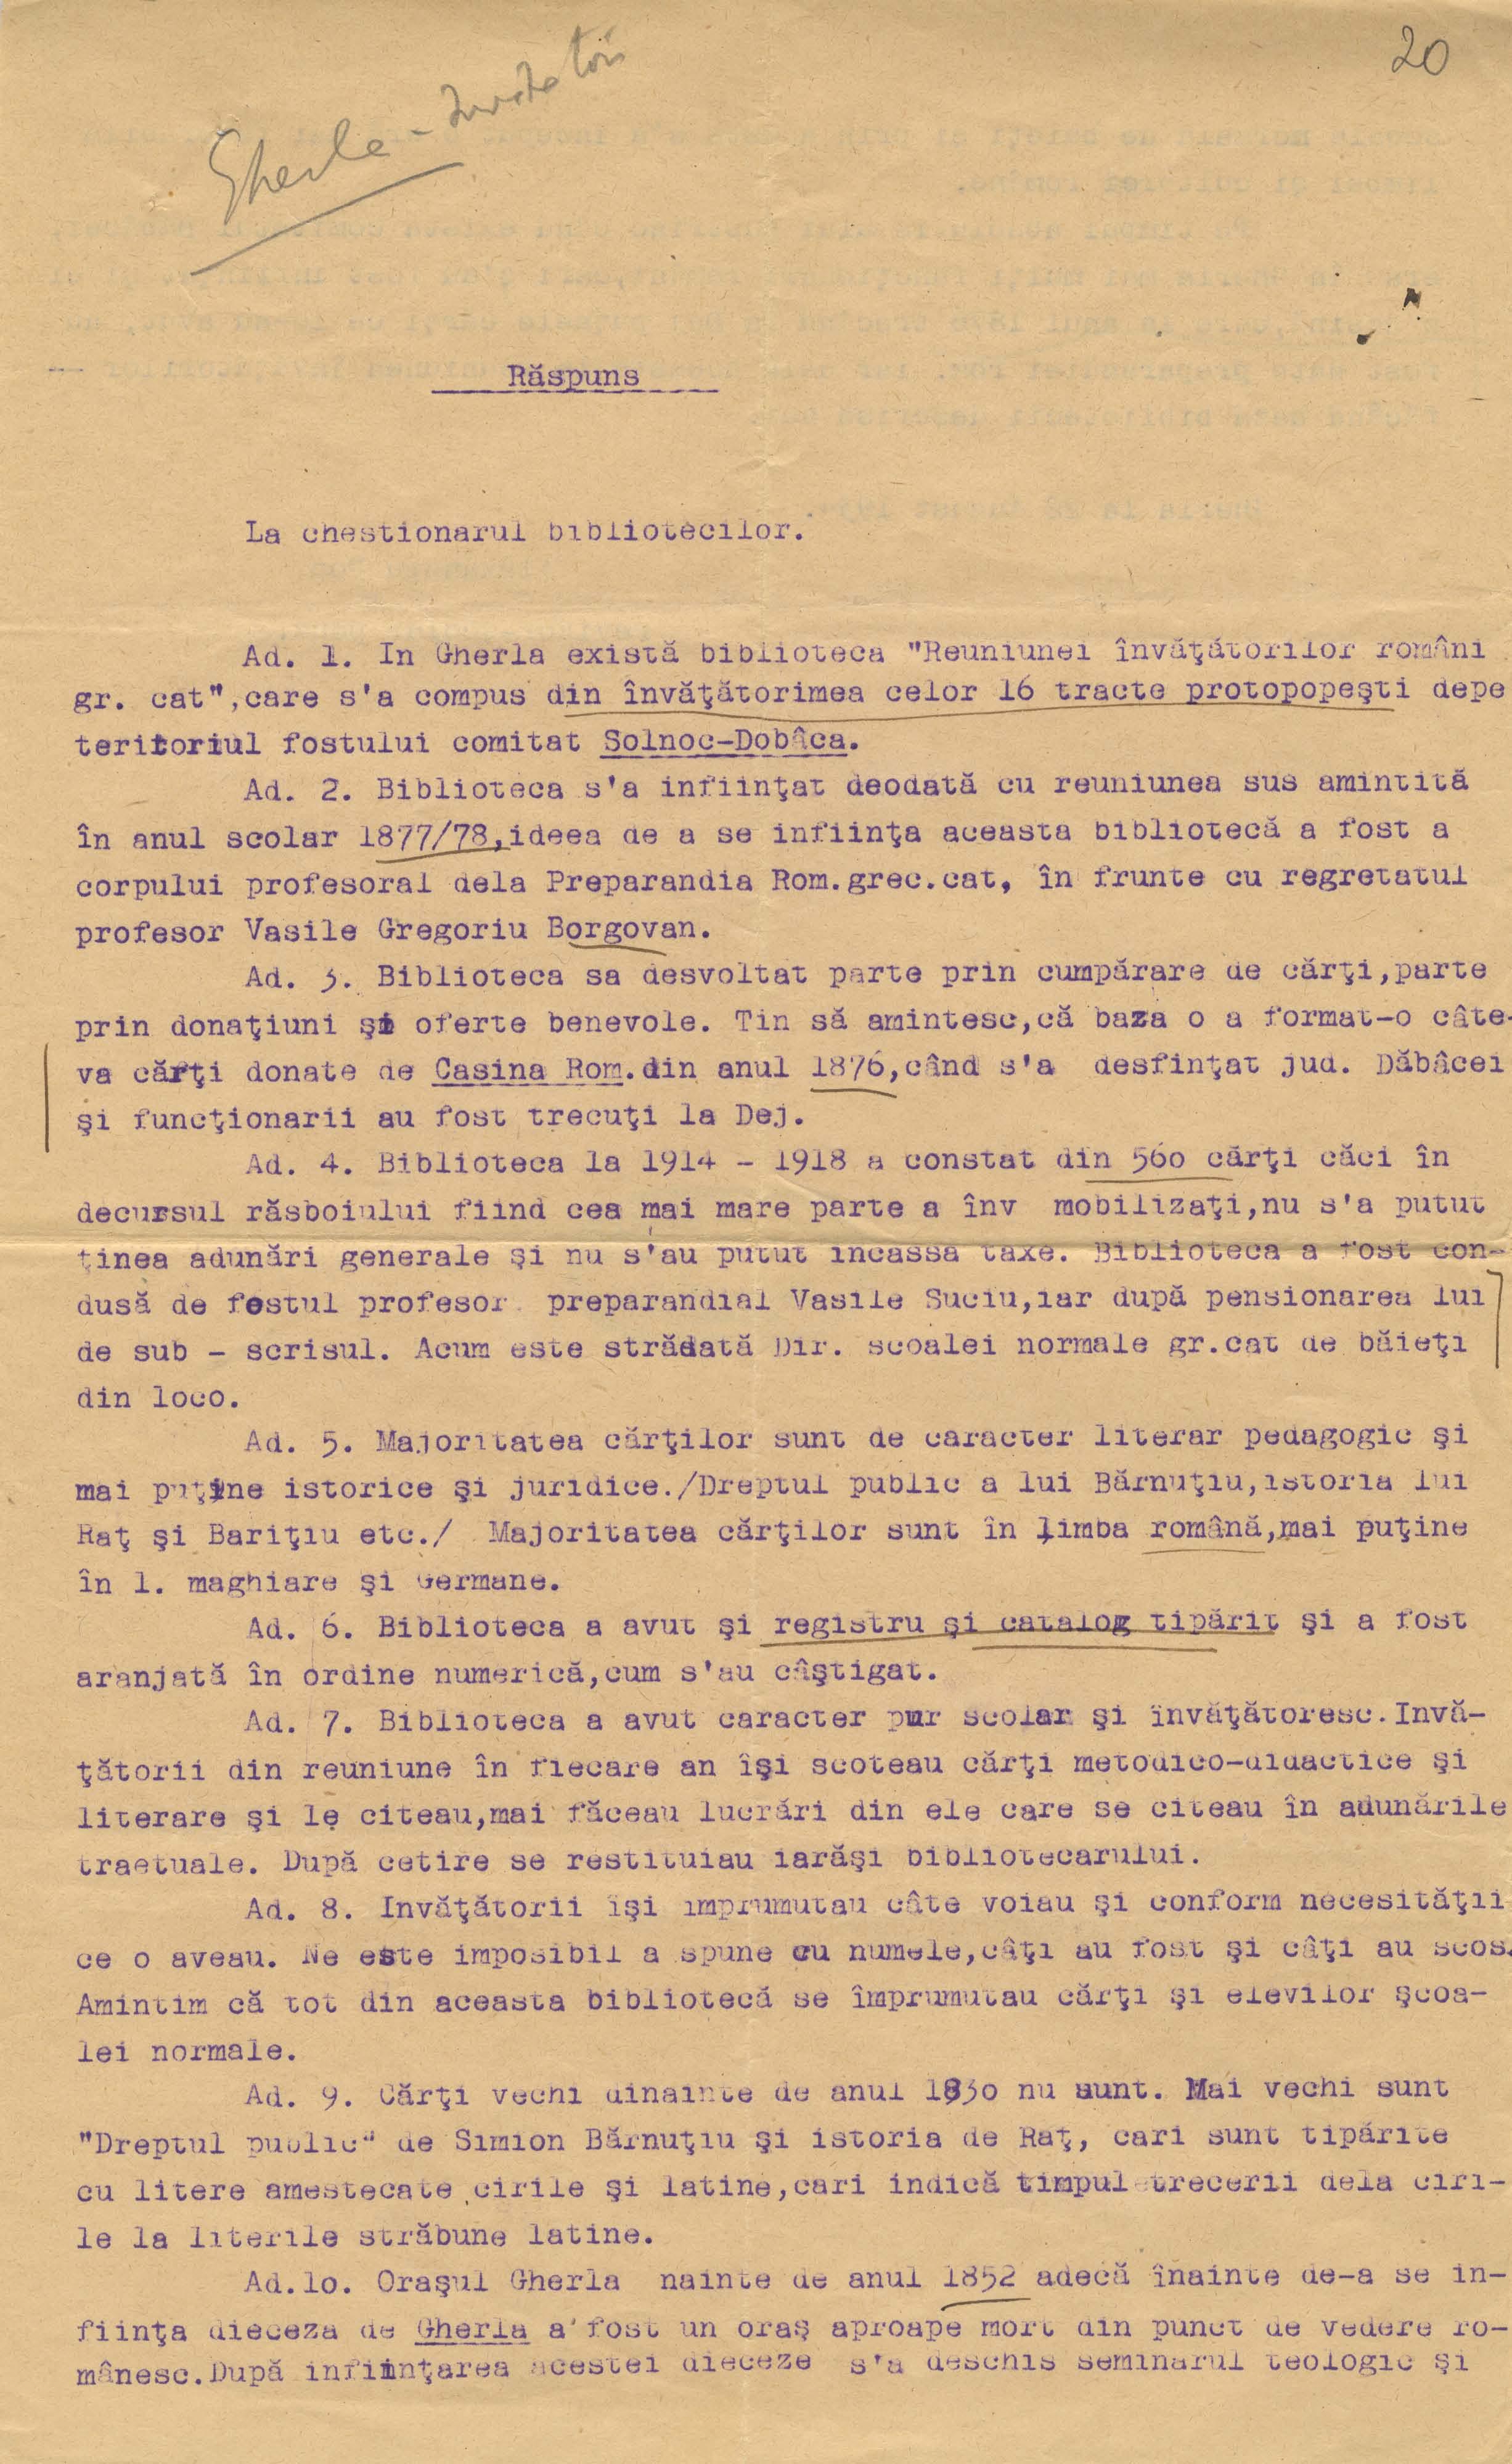 20
Gherla - Invatatori
Răspuns
La chestionarul bibliotecilor.
Ad. 1. In Gherla există biblioteca "Reuniunei învăţătorilor români
gr. cat",care s'a compus din învăţătorimea celor 16 tracte protopopeşti depe
teritoriul fostului comitat Solnoc-Dobâca.
Ad. 2. Biblioteca s'a infiinţat deodată cu reuniunea sus amintită
în anul scolar 1877/78,ideea de a se infiinţa aceasta bibliotecă a fost a
corpului profesoral dela Preparandia Rom.grec.cat, în frunte cu regretatul
profesor Vasile Gregoriu Borgovan.
Ad. 3. Biblioteca sa desvoltat parte prin cumpărare de cărţi,parte
prin donaţiuni şi oferte benevole. Tin să amintesc,că baza o a format-o câte-
va cărţi donate de Casina Rom.din anul 1876,când s'a desfinţat jud. Dăbâcei
şi funcţionarii au fost trecuţi la Dej.
Ad. 4. Biblioteca la 1914 - 1918 a constat din 56o cărţi căci în
decursul răsboiului fiind cea mai mare parte a înv mobilizaţi,nu s'a putut
ţinea adunări generale şi nu s'au putut incassa taxe. Biblioteca a fost con-
dusă de fostul profesor preparandial Vasile Suciu,iar după pensionarea lui
de sub - scrisul. Acum este strădată Dir. scoalei normale gr.cat de băieţi
din loco.
Ad. 5. Majoritatea cărţilor sunt de caracter literar pedagogic şi
mai puţine istorice şi juridice./Dreptul public a lui Bărnuţiu,istoria lui
Raţ şi Bariţiu etc./ Majoritatea cărţilor sunt în limba română,mai puţine
în l. maghiare şi Germane.
Ad. 6. Biblioteca a avut şi registru şi catalog tipărit şi a fost
aranjată în ordine numerică,cum s'au câştigat.
Ad. 7. Biblioteca a avut caracter pur scolar şi învăţătoresc.Invă-
ţătorii din reuniune în fiecare an îşi scoteau cărţi metodico-didactice şi
literare şi le citeau,mai făceau lucrări din ele care se citeau în adunările
traetuale. După cetire se restituiau iarăşi bibliotecarului.
Ad. 8. Invăţătorii îşi imprumutau câte voiau şi conform necesităţii
ce o aveau. Ne este imposibil a spune cu numele,câţi au fost şi câţi au scos.
Amintim că tot din aceasta bibliotecă se împrumutau cărţi şi elevilor şcoa-
lei normale.
Ad. 9. Cărţi vechi dinainte de anul 183o nu sunt. Mai vechi sunt
"Dreptul public" de Simion Bărnuţiu şi istoria de Raţ, cari sunt tipărite
cu litere amestecate cirile şi latine,cari indică timpul trecerii dela ciri-
le la literile străbune latine.
Ad.1o. Oraşul Gherla nainte de anul 1852 adecă înainte de-a se in-
fiinţa dieceza de Gherla a fost un oraş aproape mort din punct de vedere ro-
mânesc.După infiinţarea acestei dieceze s'a deschis seminarul teologic şi